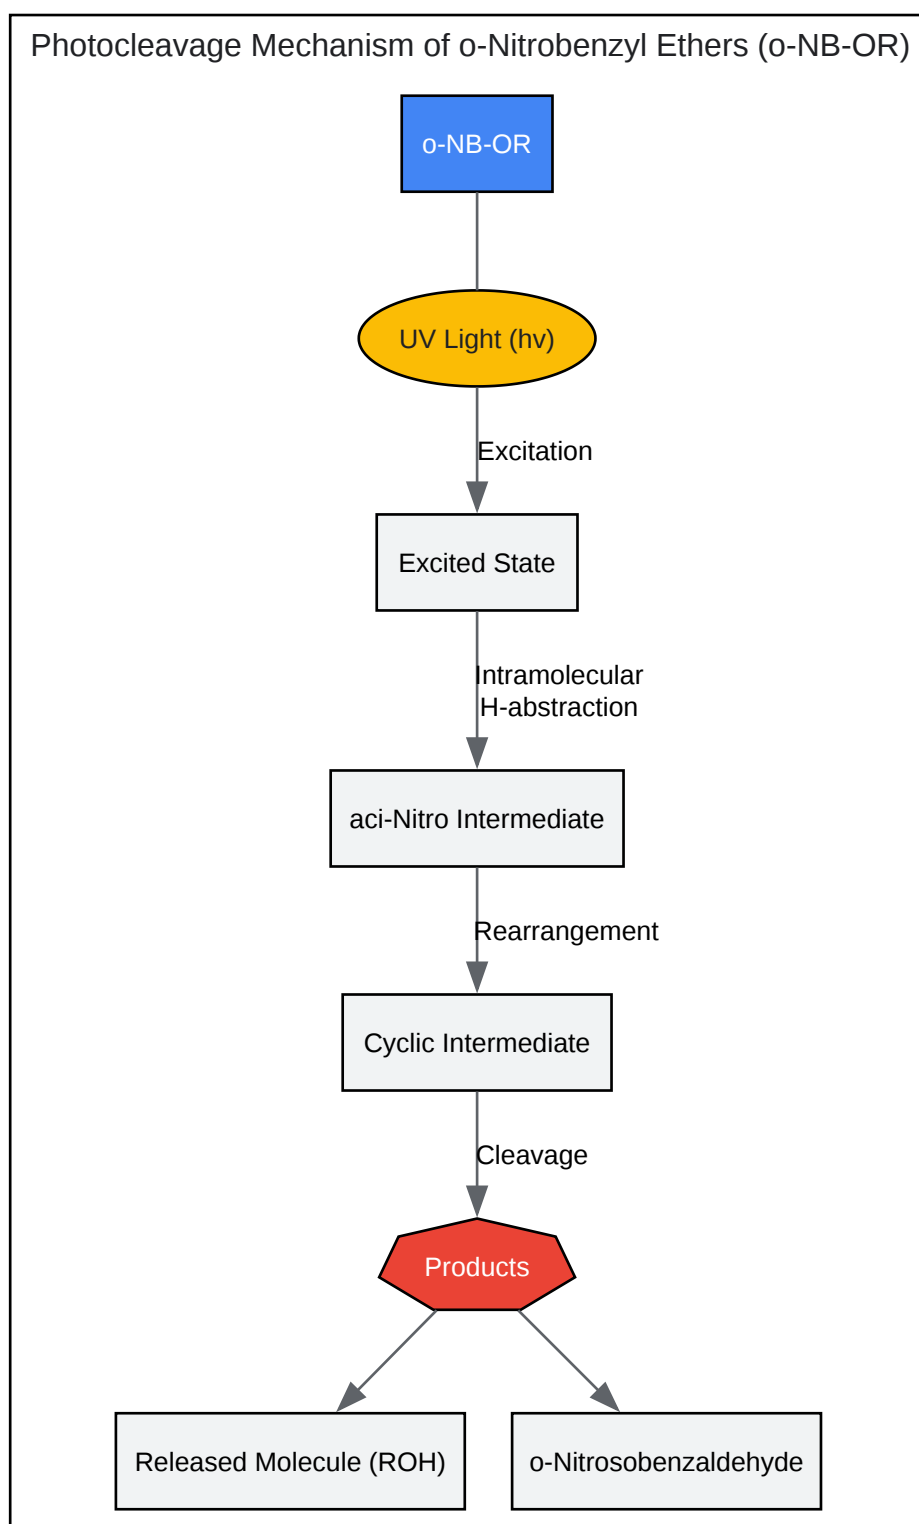 Photocleavage Mechanism of o-Nitrobenzyl Ethers (o-NB-OR)
o-NB-OR
UV Light (hv)
Excitation
Excited State
Intramolecular
H-abstraction
aci-Nitro Intermediate
Rearrangement
Cyclic Intermediate
Cleavage
Products
Released Molecule (ROH)
o-Nitrosobenzaldehyde